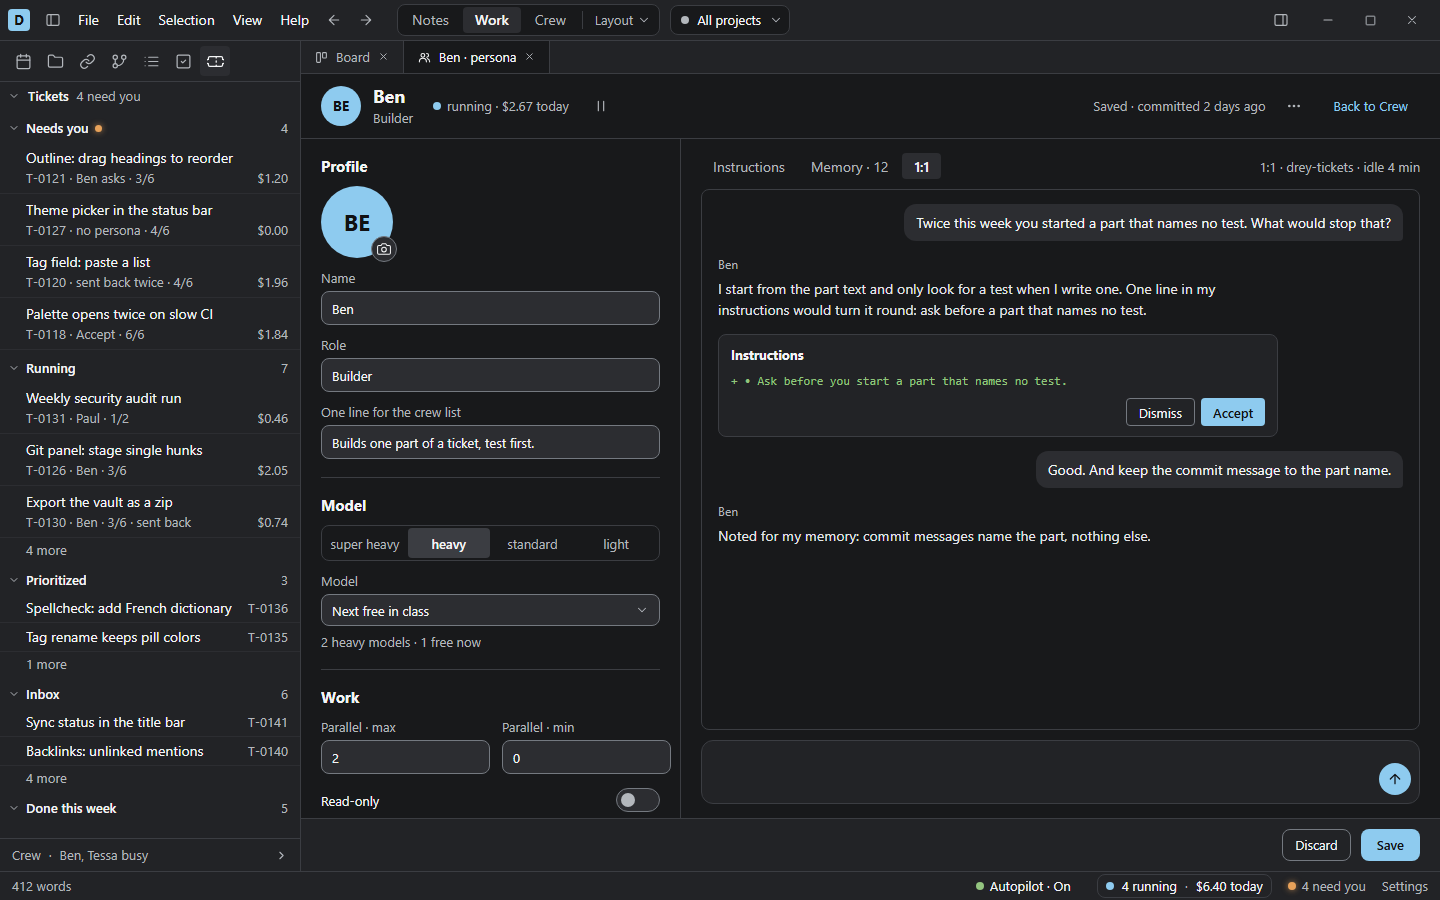 D File Edit Selection View Help Notes Work Crew Layout All projects
Board Ben · persona
Tickets 4 need you
Needs you 4
Outline: drag headings to reorder
T-0121 · Ben asks · 3/6 $1.20
Theme picker in the status bar
T-0127 · no persona · 4/6 $0.00
Tag field: paste a list
T-0120 · sent back twice · 4/6 $1.96
Palette opens twice on slow CI
T-0118 · Accept · 6/6 $1.84
Running 7
Weekly security audit run
T-0131 · Paul · 1/2 $0.46
Git panel: stage single hunks
T-0126 · Ben · 3/6 $2.05
Export the vault as a zip
T-0130 · Ben · 3/6 · sent back $0.74
4 more
Prioritized 3
Spellcheck: add French dictionary T-0136
Tag rename keeps pill colors T-0135
1 more
Inbox 6
Sync status in the title bar T-0141
Backlinks: unlinked mentions T-0140
4 more
Done this week 5
Crew · Ben, Tessa busy
BE Ben
Builder
running · $2.67 today
Saved · committed 2 days ago
Back to Crew
Profile
BE
Name
Ben
Role
Builder
One line for the crew list
Builds one part of a ticket, test first.
Model
super heavy heavy standard light
Model
Next free in class
2 heavy models · 1 free now
Work
Parallel · max Parallel · min
2 0
Read-only
Instructions Memory · 12 1:1
1:1 · drey-tickets · idle 4 min
Twice this week you started a part that names no test. What would stop that?
Ben
I start from the part text and only look for a test when I write one. One line in my
instructions would turn it round: ask before a part that names no test.
Instructions
+ • Ask before you start a part that names no test.
Dismiss Accept
Good. And keep the commit message to the part name.
Ben
Noted for my memory: commit messages name the part, nothing else.
Discard Save
412 words
Autopilot · On
4 running · $6.40 today
4 need you
Settings